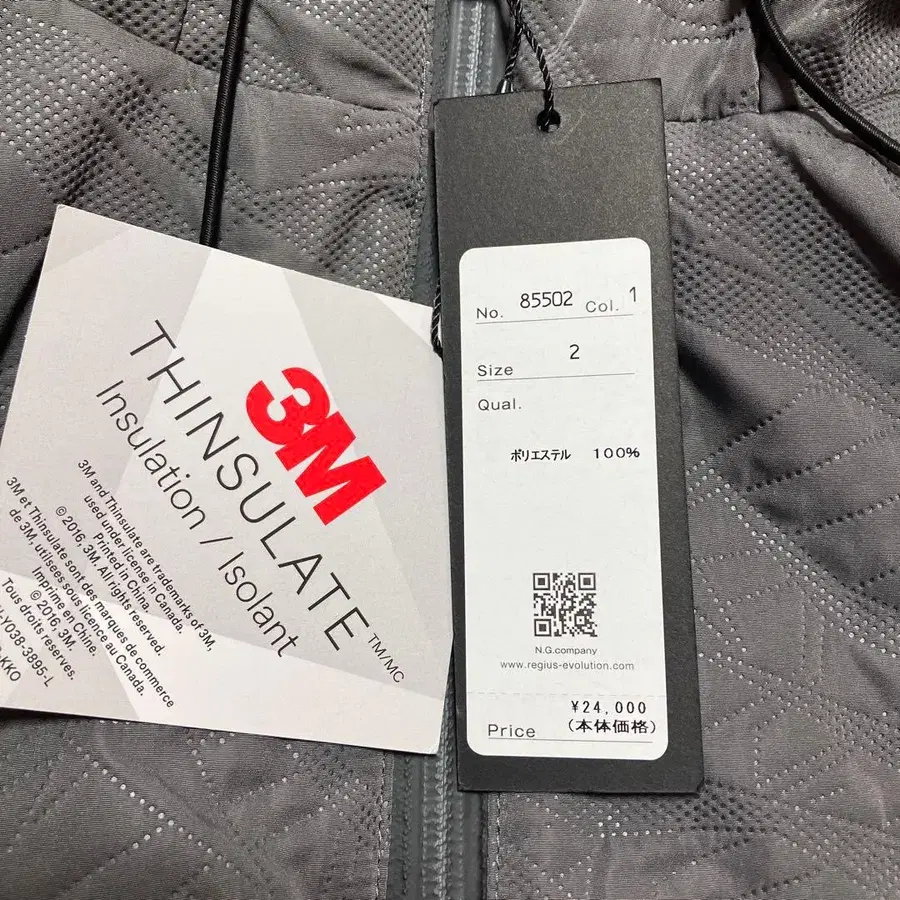 3M
THINSULATE TM/MC
Insulation / Isolant
3M and Thinsulate are trademarks of 3M,
used under license in Canada.
Printed in China.
© 2016, 3M. All rights reserved.
3M et Thinsulate sont des marques de commerce
de 3M, utilisées sous licence au Canada.
Imprimé en Chine.
© 2016, 3M.
Tous droits réservés.
No. 85502 Col. 1
Size 2
Qual.
ポリエステル 100%
N.G.company
www.regius-evolution.com
¥24,000
Price (本体価格)